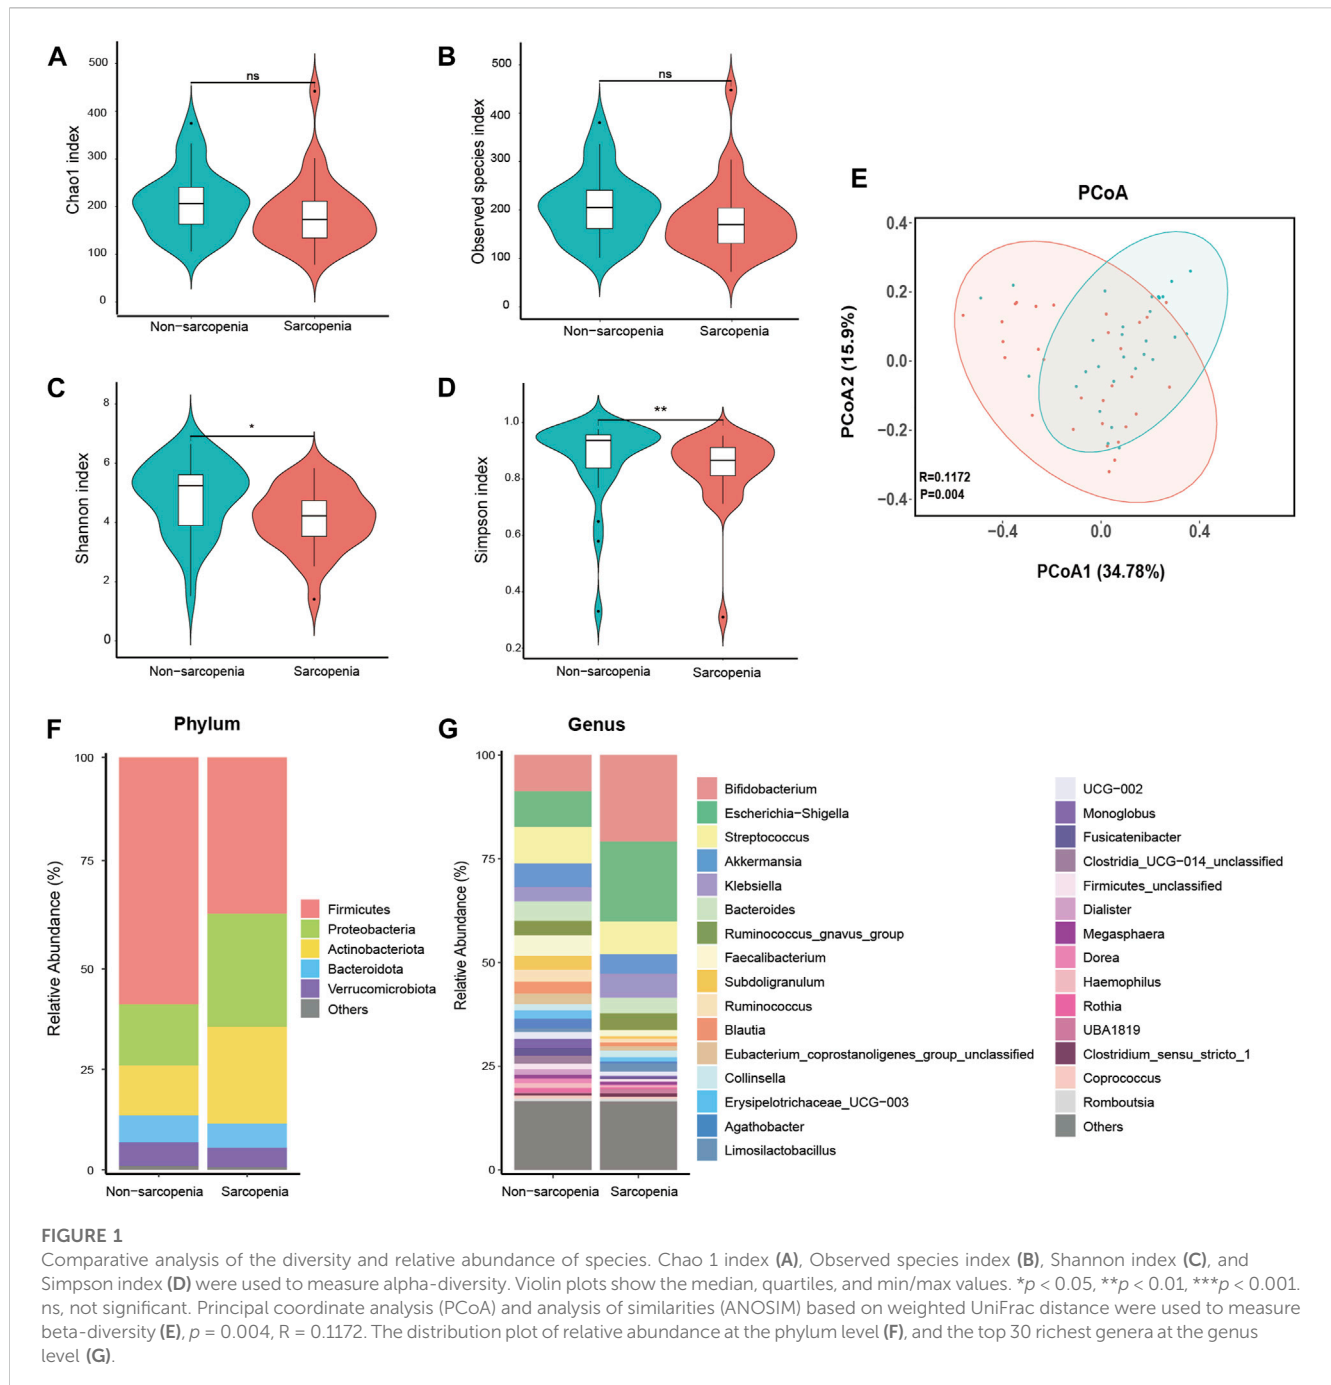 A
500
400
300
200
100
0
Chao1 index
ns
Non-sarcopenia
Sarcopenia
B
500
400
300
200
100
0
Observed species index
ns
Non-sarcopenia
Sarcopenia
C
8
6
4
2
0
Shannon index
*
Non-sarcopenia
Sarcopenia
D
1.0
0.8
0.6
0.4
0.2
Simpson index
**
Non-sarcopenia
Sarcopenia
E
PCoA
0.4
0.2
0.0
-0.2
-0.4
PCoA2 (15.9%)
R=0.1172
P=0.004
-0.4
0.0
0.4
PCoA1 (34.78%)
F
Phylum
100
75
50
25
0
Relative Abundance (%)
Non-sarcopenia
Sarcopenia
Firmicutes
Proteobacteria
Actinobacteriota
Bacteroidota
Verrucomicrobiota
Others
G
Genus
100
75
50
25
0
Relative Abundance (%)
Non-sarcopenia
Sarcopenia
Bifidobacterium
Escherichia-Shigella
Streptococcus
Akkermansia
Klebsiella
Bacteroides
Ruminococcus_gnavus_group
Faecalibacterium
Subdoligranulum
Ruminococcus
Blautia
Eubacterium_coprostanoligenes_group_unclassified
Collinsella
Erysipelotrichaceae_UCG-003
Agathobacter
Limosilactobacillus
UCG-002
Monoglobus
Fusicatenibacter
Clostridia_UCG-014_unclassified
Firmicutes_unclassified
Dialister
Megasphaera
Dorea
Haemophilus
Rothia
UBA1819
Clostridium_sensu_stricto_1
Coprococcus
Romboutsia
Others
FIGURE 1
Comparative analysis of the diversity and relative abundance of species. Chao 1 index (A), Observed species index (B), Shannon index (C), and
Simpson index (D) were used to measure alpha-diversity. Violin plots show the median, quartiles, and min/max values. *p < 0.05, **p < 0.01, ***p < 0.001.
ns, not significant. Principal coordinate analysis (PCoA) and analysis of similarities (ANOSIM) based on weighted UniFrac distance were used to measure
beta-diversity (E), p = 0.004, R = 0.1172. The distribution plot of relative abundance at the phylum level (F), and the top 30 richest genera at the genus
level (G).